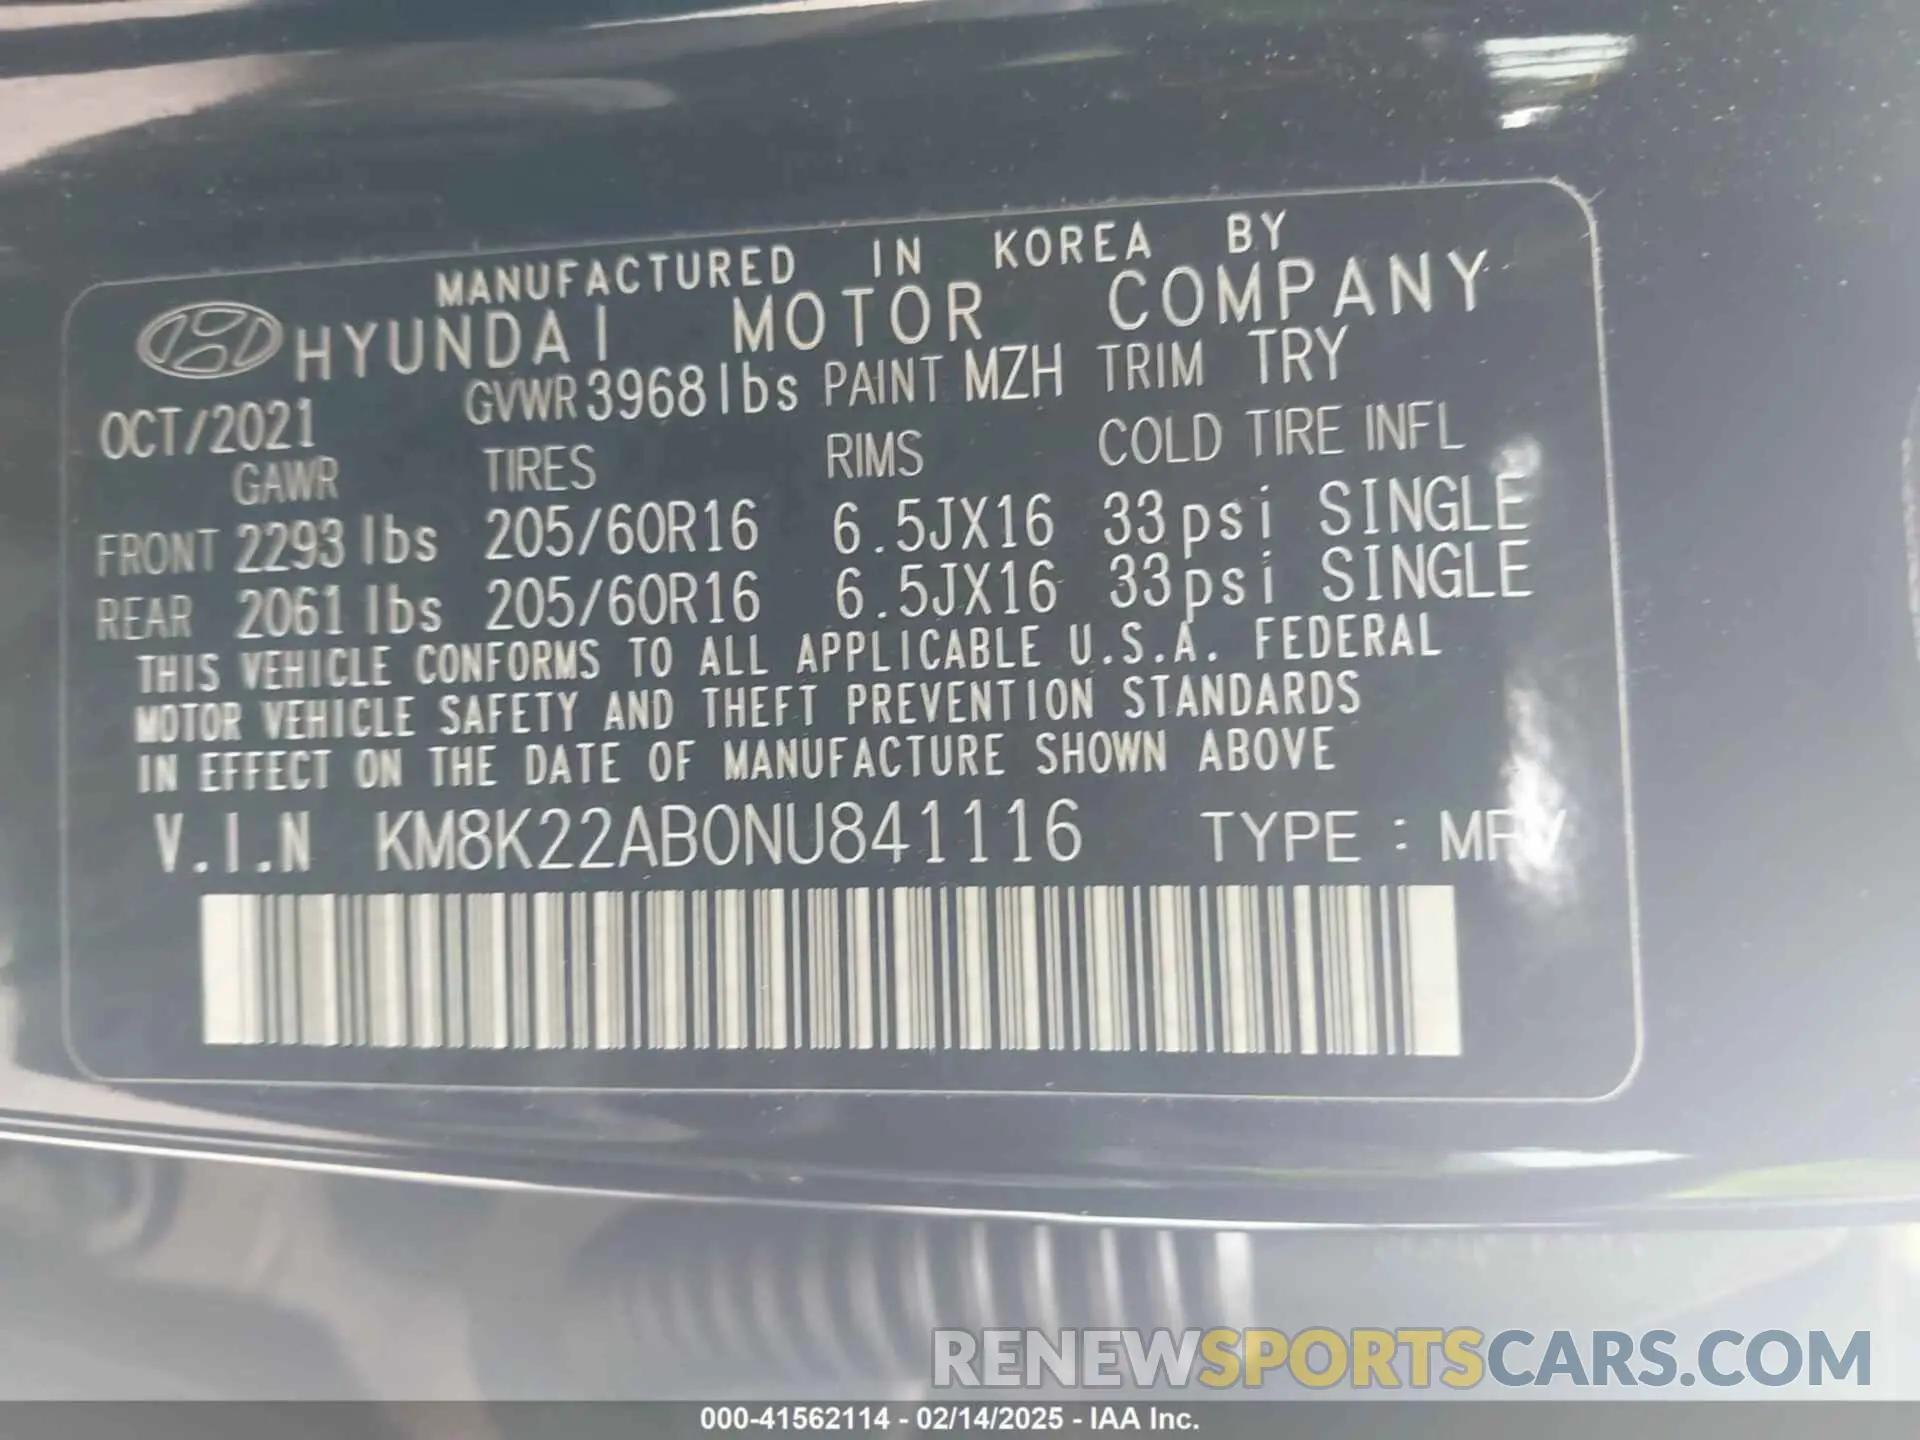 MANUFACTURED IN KOREA BY
HYUNDAI MOTOR COMPANY
OCT/2021 GVWR 3968 lbs PAINT MZH TRIM TRY
GAWR TIRES RIMS COLD TIRE INFL
FRONT 2293 lbs 205/60R16 6.5JX16 33psi SINGLE
REAR 2061 lbs 205/60R16 6.5JX16 33psi SINGLE
THIS VEHICLE CONFORMS TO ALL APPLICABLE U.S.A. FEDERAL
MOTOR VEHICLE SAFETY AND THEFT PREVENTION STANDARDS
IN EFFECT ON THE DATE OF MANUFACTURE SHOWN ABOVE
V.I.N KM8K22AB0NU841116 TYPE : MPV
RENEWSPORTSCARS.COM
000-41562114 - 02/14/2025 - IAA Inc.